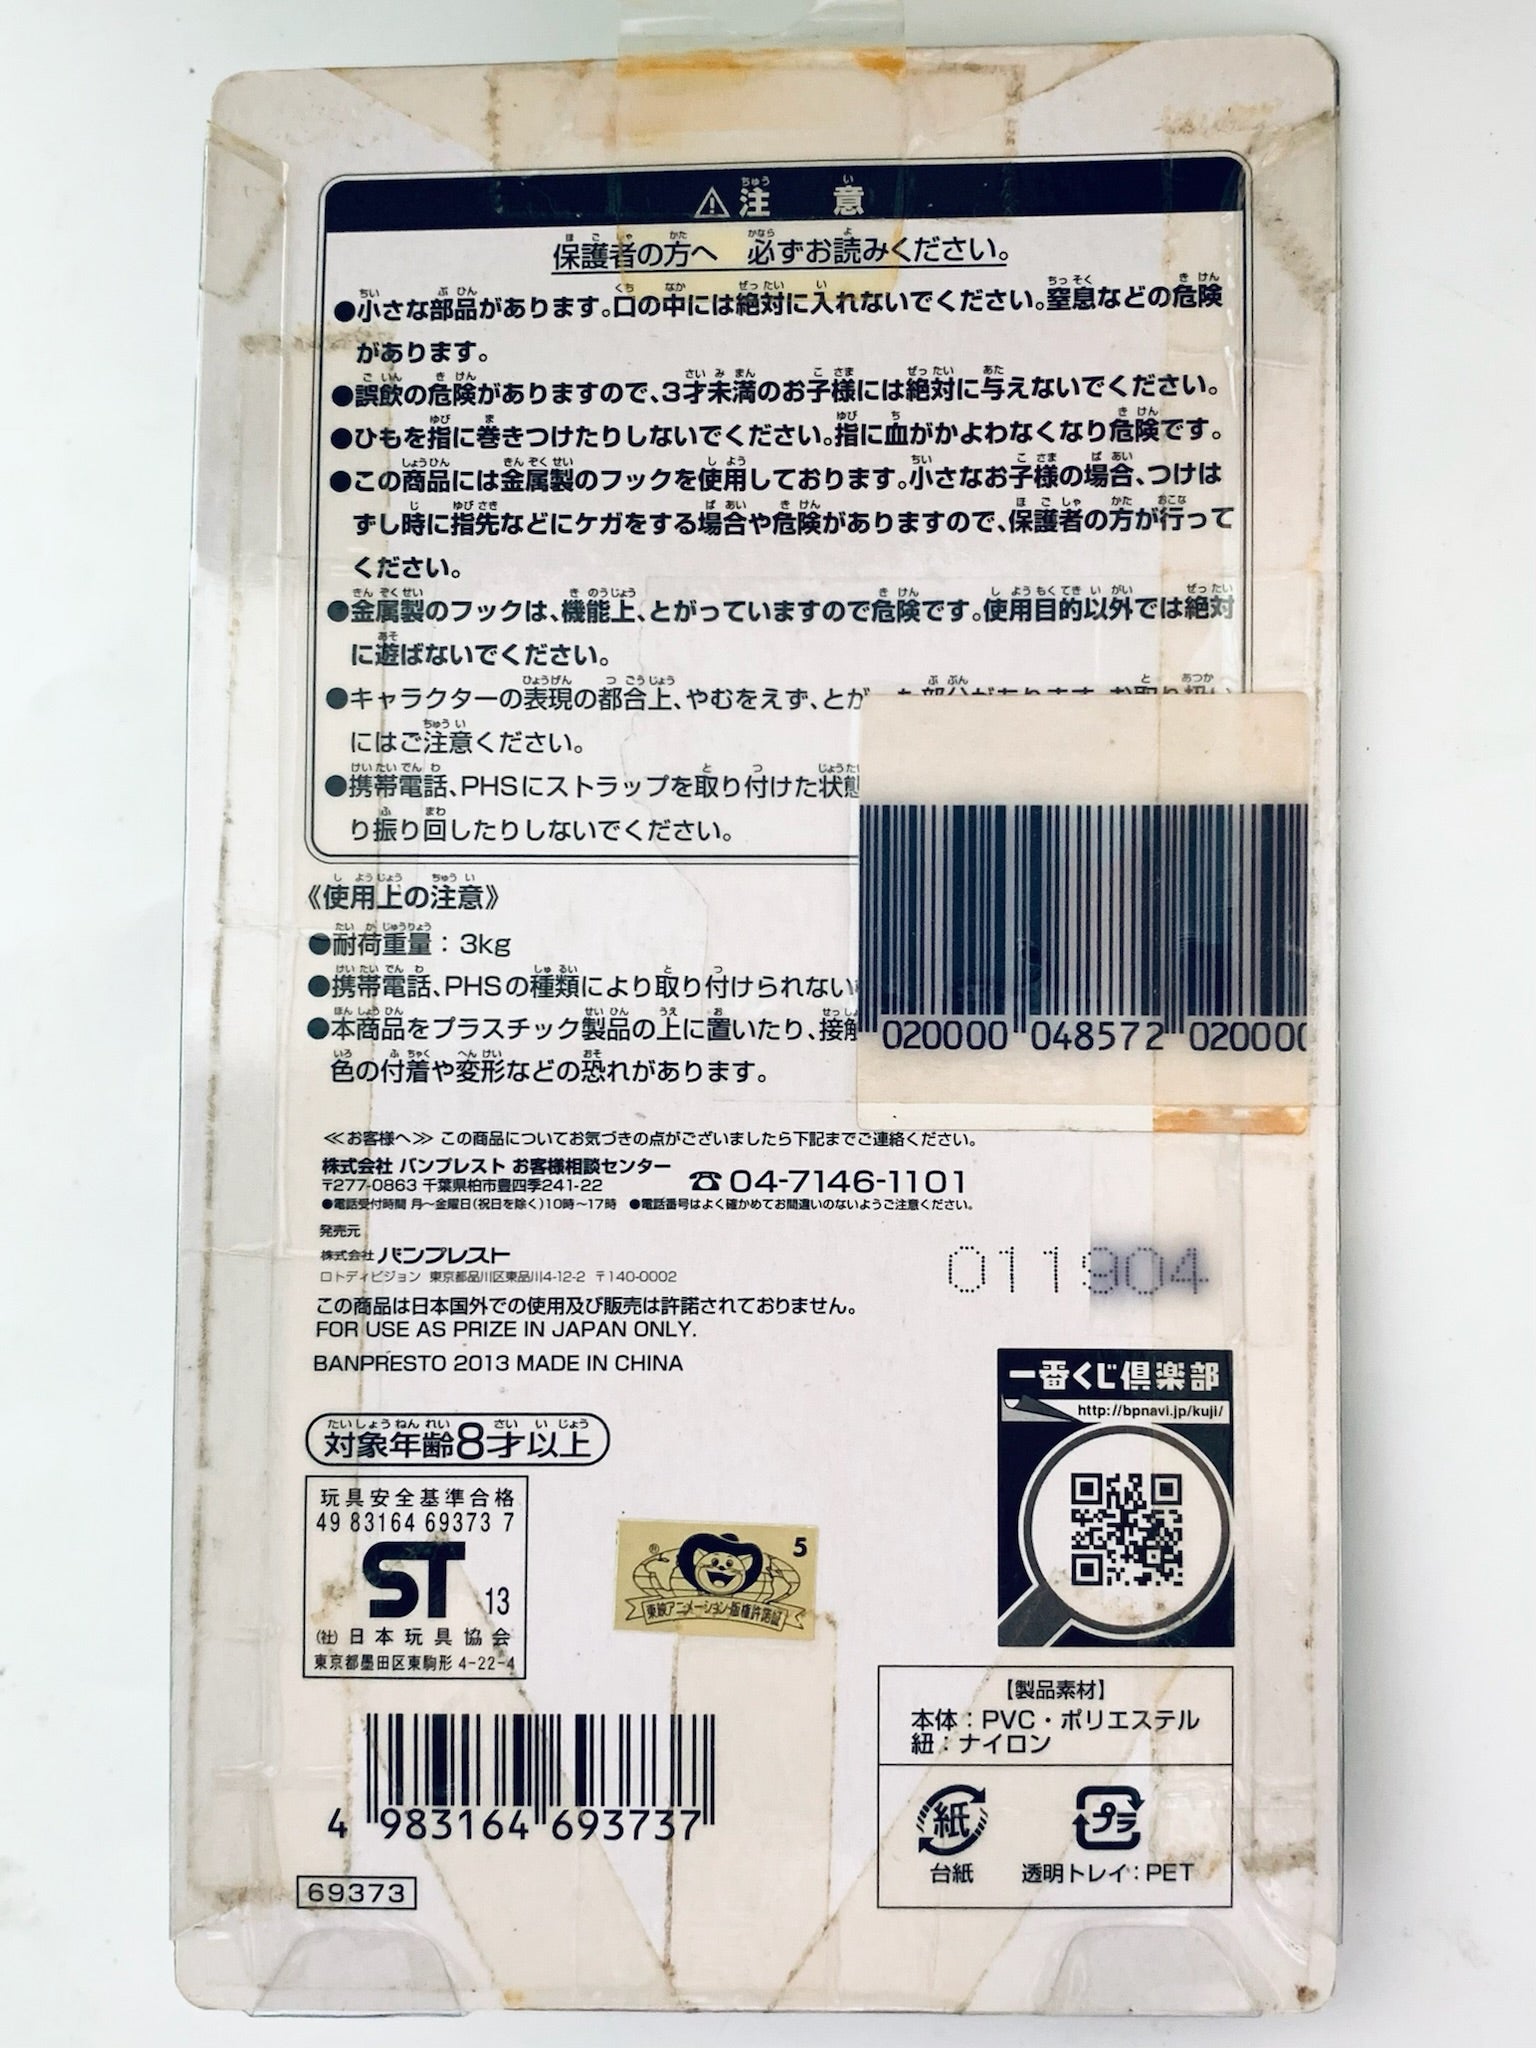 ⚠注 意
保護者の方へ 必ずお読みください。
●小さな部品があります。口の中には絶対に入れないでください。窒息などの危険
があります。
●誤飲の危険がありますので、3才未満のお子様には絶対に与えないでください。
●ひもを指に巻きつけたりしないでください。指に血がかよわなくなり危険です。
●この商品には金属製のフックを使用しております。小さなお子様の場合、つけは
ずし時に指先などにケガをする場合や危険がありますので、保護者の方が行って
ください。
●金属製のフックは、機能上、とがっていますので危険です。使用目的以外では絶対
に遊ばないでください。
●キャラクターの表現の都合上、やむをえず、とがった部分があります。お取り扱い
にはご注意ください。
●携帯電話、PHSにストラップを取り付けた状態
り振り回したりしないでください。
《使用上の注意》
●耐荷重量：3kg
●携帯電話、PHSの種類により取り付けられない
●本商品をプラスチック製品の上に置いたり、接触
色の付着や変形などの恐れがあります。
020000 048572 020000
≪お客様へ≫ この商品についてお気づきの点がございましたら下記までご連絡ください。
株式会社 バンプレスト お客様相談センター
〒277-0863 千葉県柏市豊四季241-22
☎04-7146-1101
●電話受付時間 月〜金曜日(祝日を除く)10時〜17時 ●電話番号はよく確かめてお間違いのないようご注意ください。
発売元
株式会社 バンプレスト
ロトディビジョン 東京都品川区東品川4-12-2 〒140-0002
011904
この商品は日本国外での使用及び販売は許諾されておりません。
FOR USE AS PRIZE IN JAPAN ONLY.
BANPRESTO 2013 MADE IN CHINA
一番くじ倶楽部
http://bpnavi.jp/kuji/
対象年齢8才以上
玩具安全基準合格
49 83164 69373 7
ST 13
(社)日本玩具協会
東京都墨田区東駒形 4-22-4
® 5
東映アニメーション・版権許諾証
【製品素材】
本体：PVC・ポリエステル
紐：ナイロン
紙
台紙
プラ
透明トレイ：PET
4 983164 693737
69373